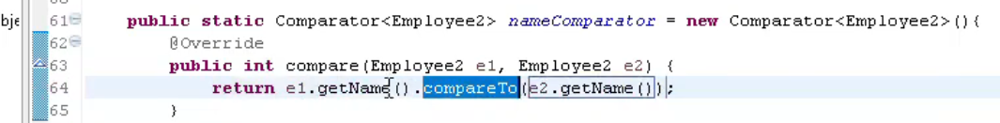 bje
61 public static Comparator<Employee2> nameComparator = new Comparator<Employee2>(){
62 @Override
63 public int compare(Employee2 e1, Employee2 e2) {
64 return e1.getName().compareTo(e2.getName());
65 }